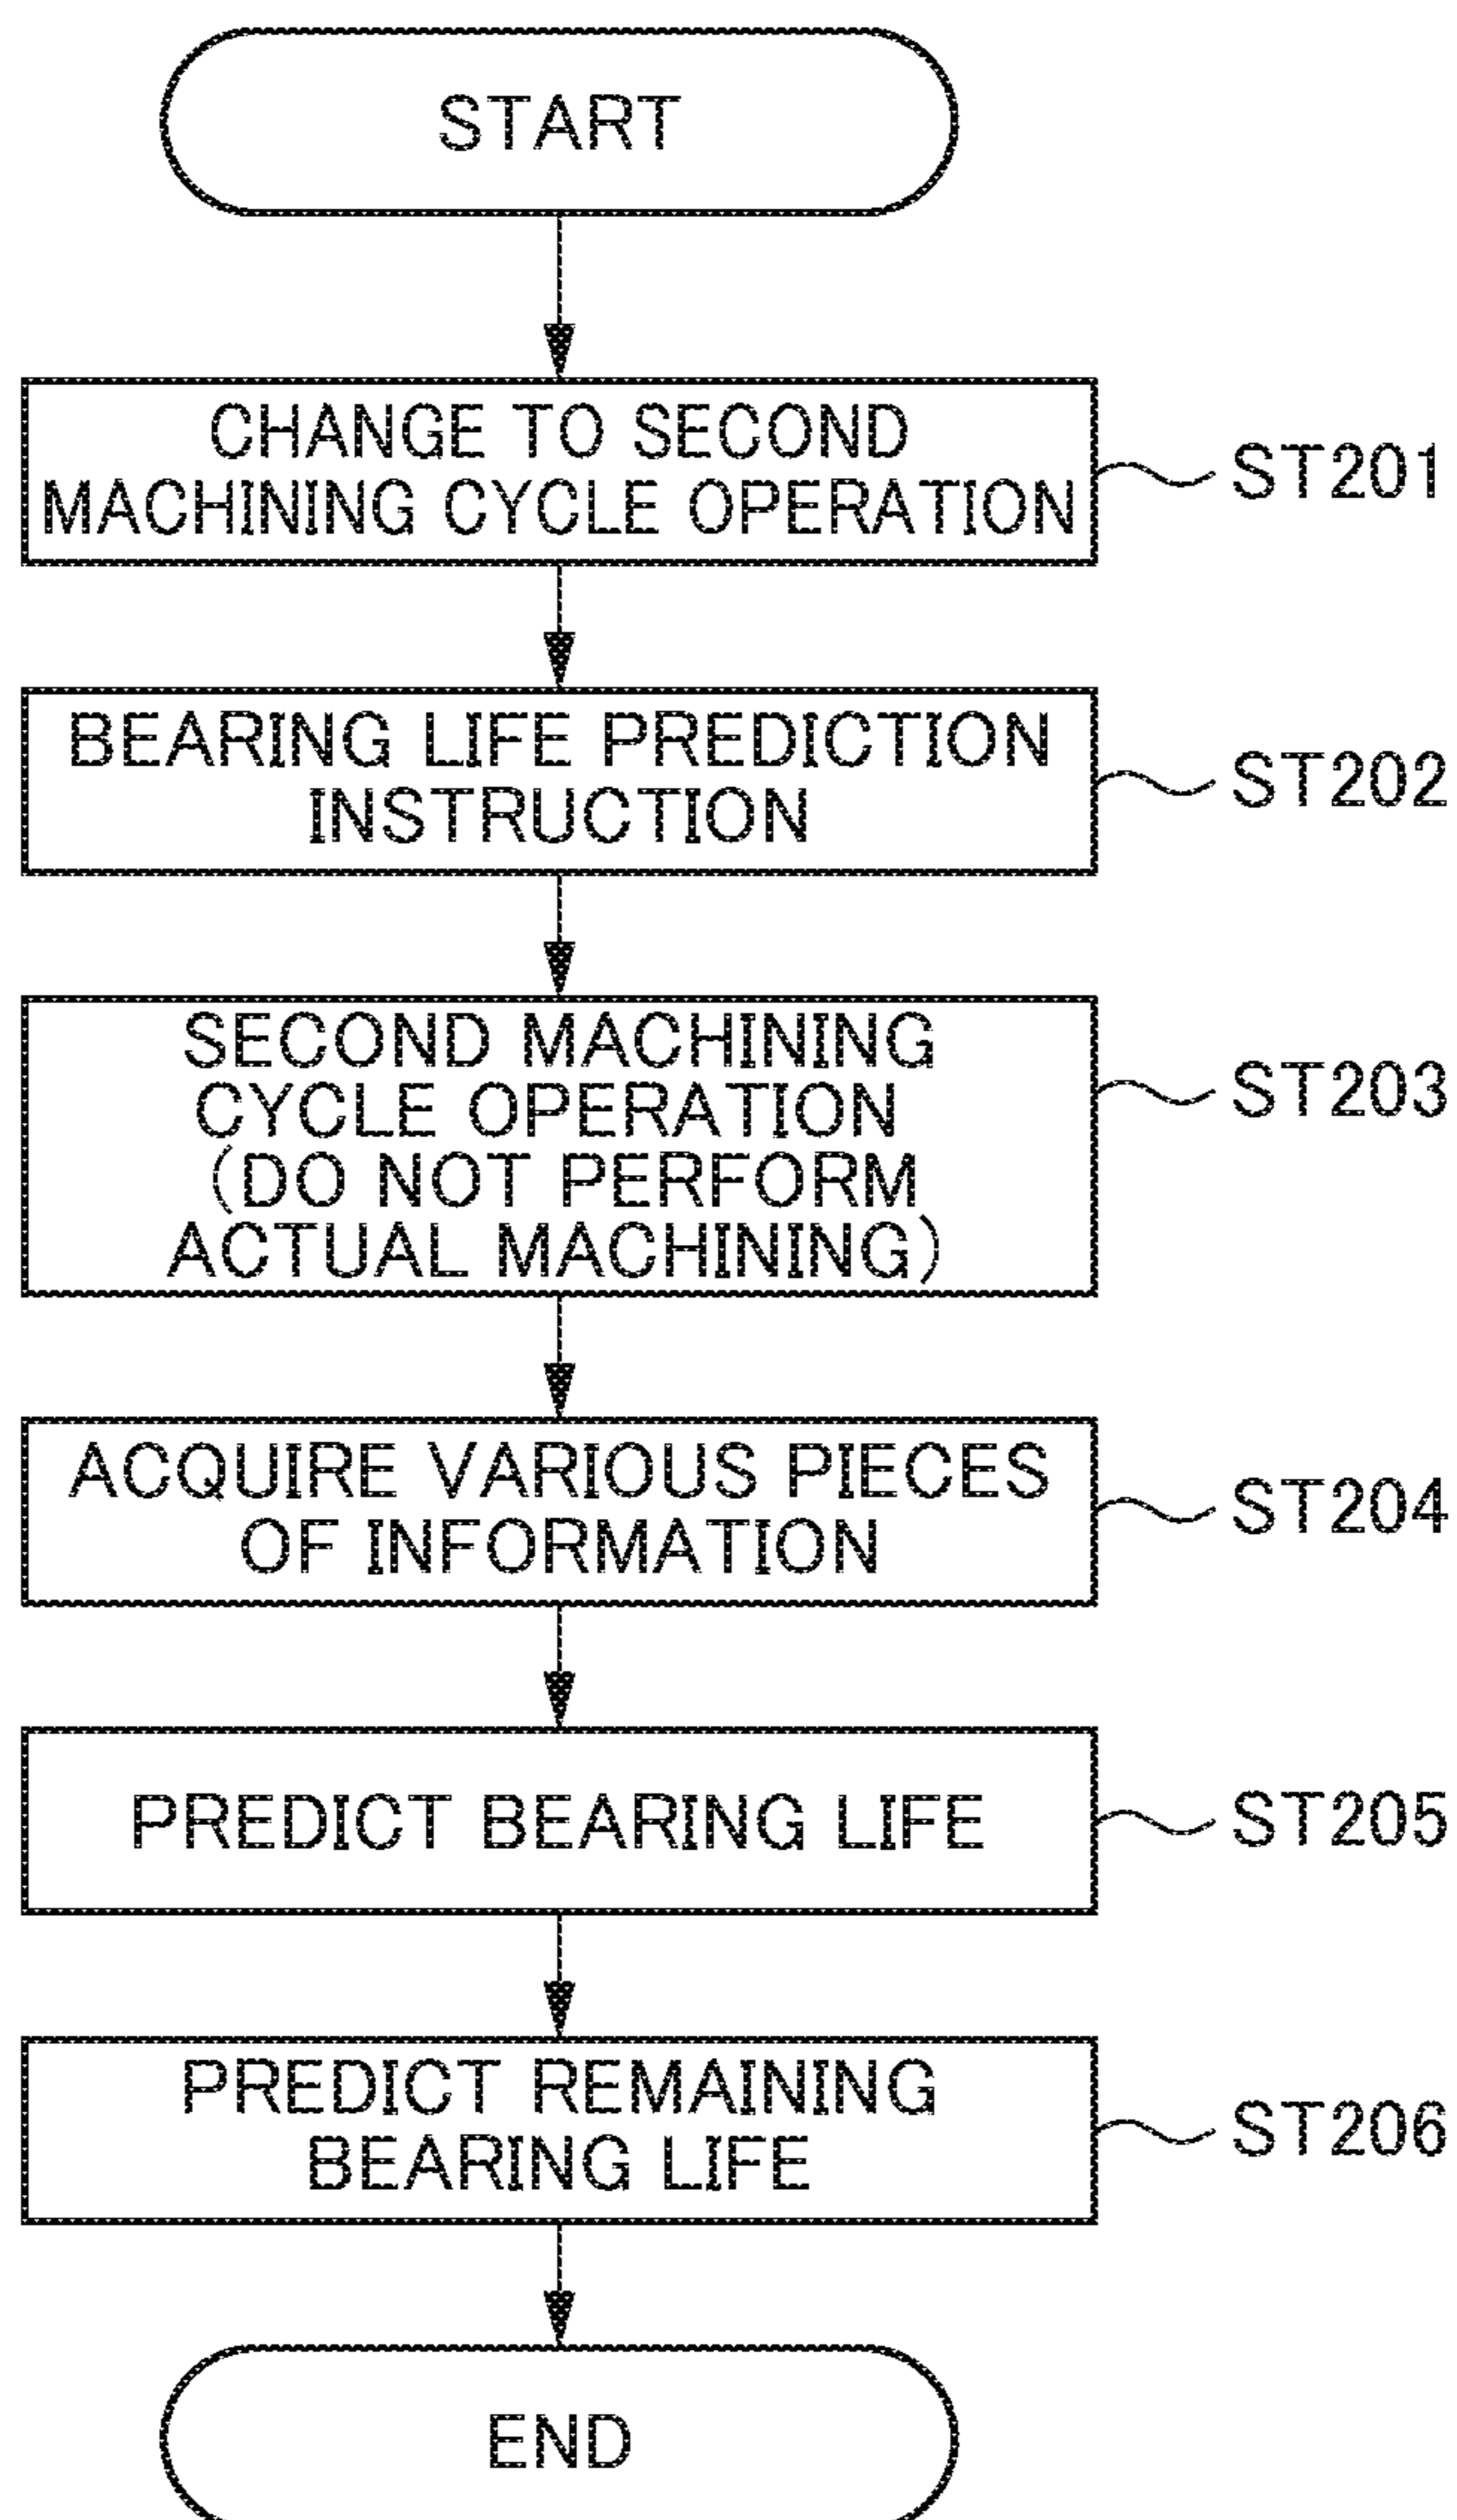 START
CHANGE TO SECOND
MACHINING CYCLE OPERATION
ST201
BEARING LIFE PREDICTION
INSTRUCTION
ST202
SECOND MACHINING
CYCLE OPERATION
(DO NOT PERFORM
ACTUAL MACHINING)
ST203
ACQUIRE VARIOUS PIECES
OF INFORMATION
ST204
PREDICT BEARING LIFE
ST205
PREDICT REMAINING
BEARING LIFE
ST206
END